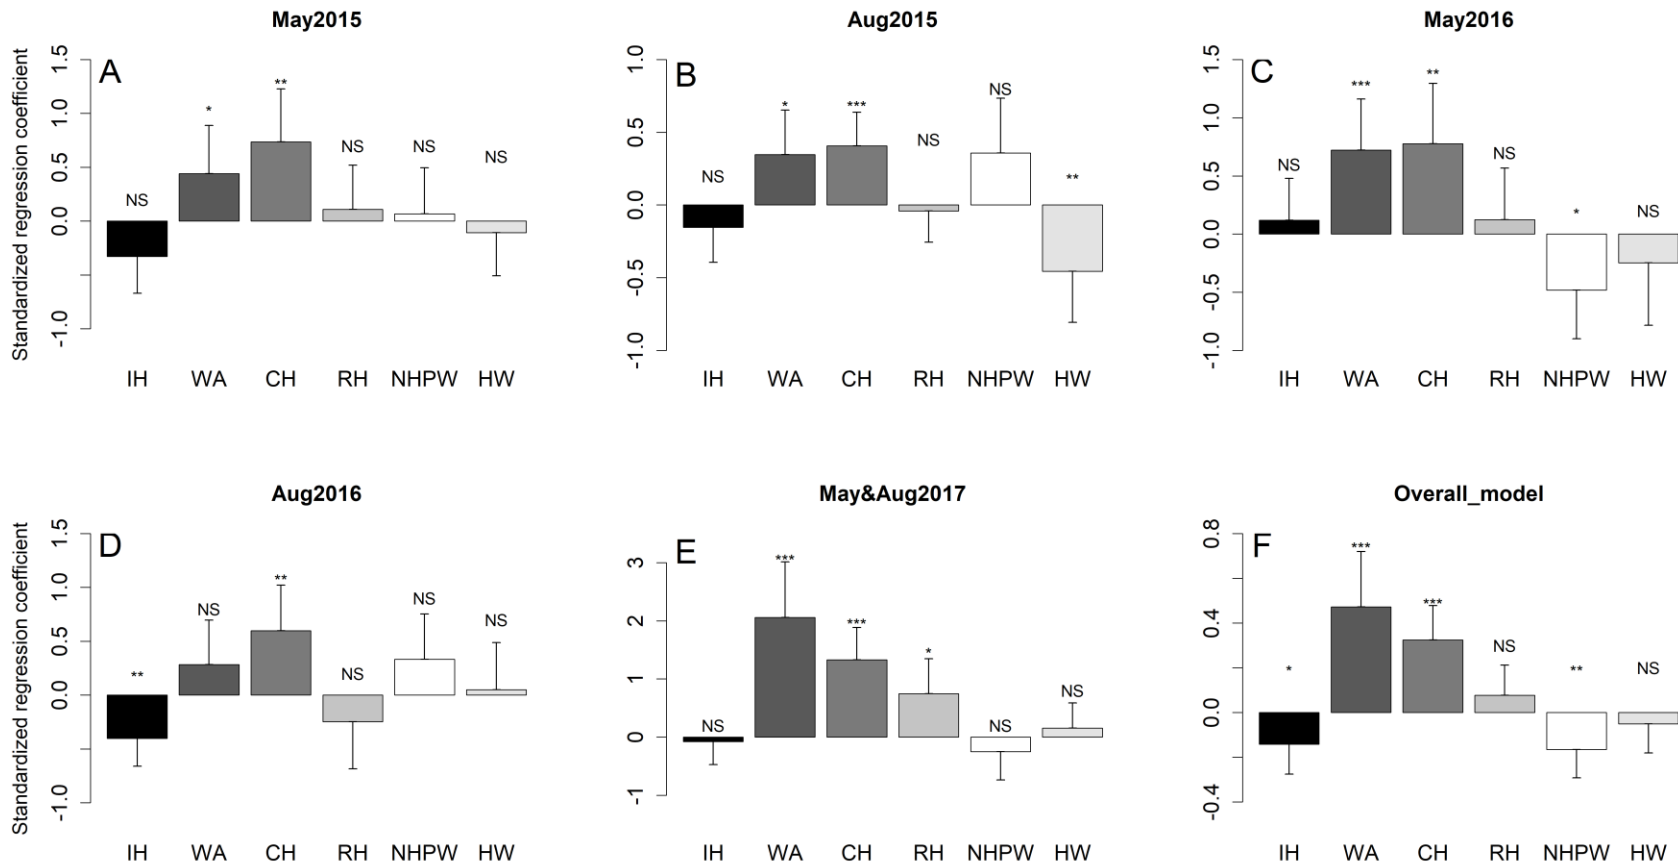 May2015
A
Standardized regression coefficient
1.5
1.0
0.5
0.0
-1.0
NS
*
**
NS
NS
NS
IH WA CH RH NHPW HW
Aug2015
B
1.0
0.5
0.0
-0.5
-1.0
NS
*
***
NS
NS
**
IH WA CH RH NHPW HW
May2016
C
1.5
1.0
0.5
0.0
-0.5
-1.0
NS
***
**
NS
*
NS
IH WA CH RH NHPW HW
Aug2016
D
Standardized regression coefficient
1.5
1.0
0.5
0.0
-1.0
**
NS
**
NS
NS
NS
IH WA CH RH NHPW HW
May&Aug2017
E
3
2
1
0
-1
NS
***
***
*
NS
NS
IH WA CH RH NHPW HW
Overall_model
F
0.8
0.4
0.0
-0.4
*
***
***
NS
**
NS
IH WA CH RH NHPW HW